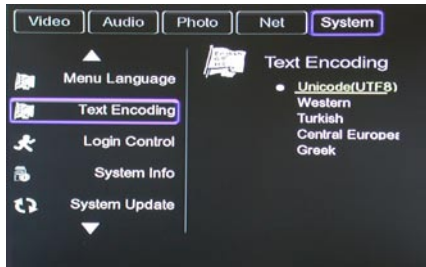 Video Audio Photo Net System
Menu Language
Text Encoding
Login Control
System Info
System Update
Text Encoding
Unicode(UTF8)
Western
Turkish
Central Europea
Greek